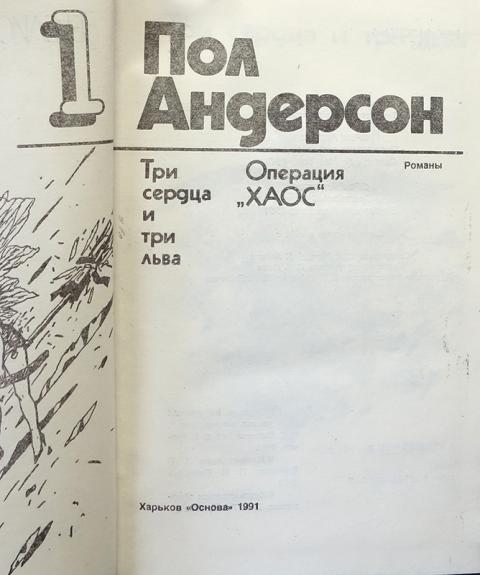 1
Пол
Андерсон
Романы
Три
сердца
и
три
льва
Операция
„ХАОС“
Харьков «Основа» 1991